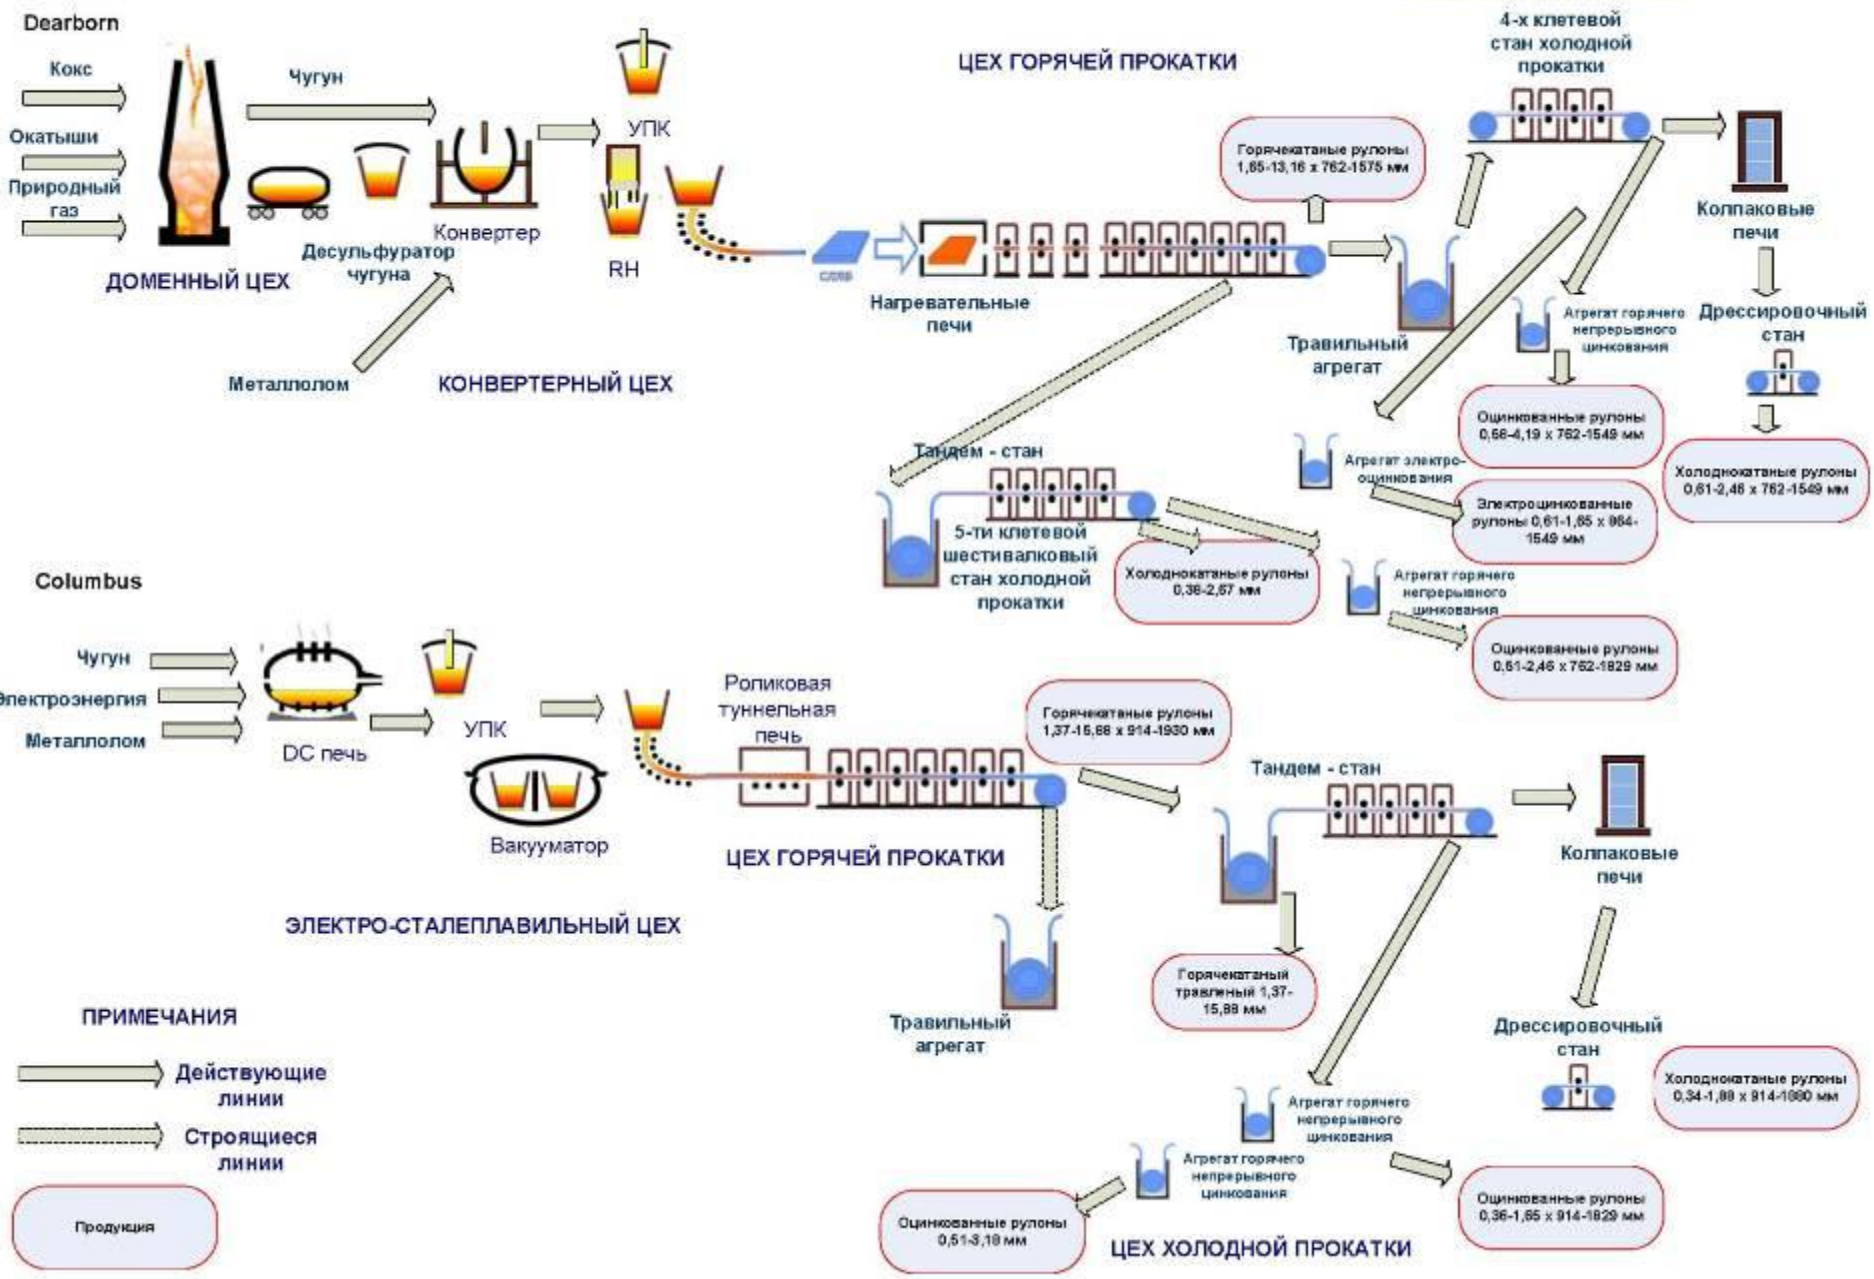 Dearborn
Кокс
Окатыши
Природный
газ
Чугун
ДОМЕННЫЙ ЦЕХ
Десульфуратор
чугуна
Металлолом
Конвертер
КОНВЕРТЕРНЫЙ ЦЕХ
УПК
RH
сляб
Нагревательные
печи
ЦЕХ ГОРЯЧЕЙ ПРОКАТКИ
Горячекатаные рулоны
1,65-13,16 x 762-1575 мм
Травильный
агрегат
4-х клетевой
стан холодной
прокатки
Колпаковые
печи
Дрессировочный
стан
Холоднокатаные рулоны
0,61-2,46 x 762-1549 мм
Агрегат горячего
непрерывного
цинкования
Оцинкованные рулоны
0,66-4,19 x 762-1549 мм
Агрегат электро-
оцинкования
Электроцинкованные
рулоны 0,61-1,65 x 864-
1549 мм
Тандем - стан
5-ти клетевой
шестивалковый
стан холодной
прокатки
Холоднокатаные рулоны
0,38-2,67 мм
Агрегат горячего
непрерывного
цинкования
Оцинкованные рулоны
0,61-2,46 x 762-1829 мм
Columbus
Чугун
Электроэнергия
Металлолом
DC печь
УПК
Вакууматор
ЭЛЕКТРО-СТАЛЕПЛАВИЛЬНЫЙ ЦЕХ
Роликовая
туннельная
печь
ЦЕХ ГОРЯЧЕЙ ПРОКАТКИ
Горячекатаные рулоны
1,37-15,88 x 914-1930 мм
Травильный
агрегат
Тандем - стан
Горячекатаный
травленый 1,37-
15,88 мм
Колпаковые
печи
Дрессировочный
стан
Холоднокатаные рулоны
0,34-1,88 x 914-1880 мм
Агрегат горячего
непрерывного
цинкования
Оцинкованные рулоны
0,36-1,65 x 914-1829 мм
Агрегат горячего
непрерывного
цинкования
Оцинкованные рулоны
0,51-3,18 мм
ЦЕХ ХОЛОДНОЙ ПРОКАТКИ
ПРИМЕЧАНИЯ
Действующие
линии
Строящиеся
линии
Продукция